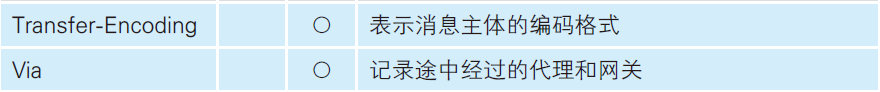 Transfer-Encoding ○ 表示消息主体的编码格式
Via ○ 记录途中经过的代理和网关